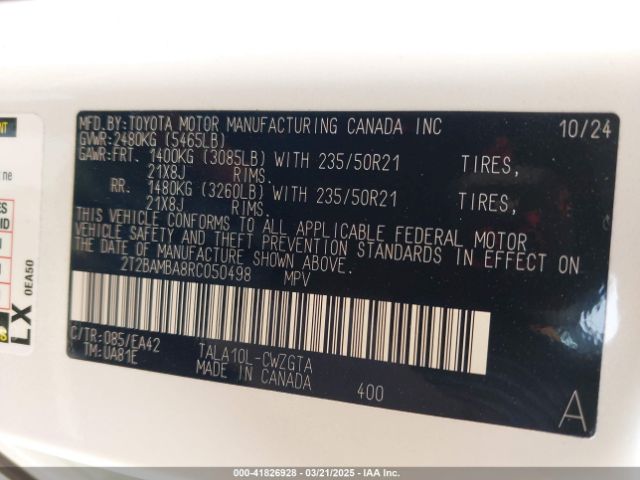 MFD.BY:TOYOTA MOTOR MANUFACTURING CANADA INC 10/24
GVWR:2480KG (5465LB)
GAWR:FRT. 1400KG (3085LB) WITH 235/50R21 TIRES,
21X8J RIMS.
RR. 1480KG (3260LB) WITH 235/50R21 TIRES,
21X8J RIMS.
THIS VEHICLE CONFORMS TO ALL APPLICABLE FEDERAL MOTOR
VEHICLE SAFETY AND THEFT PREVENTION STANDARDS IN EFFECT ON
THE DATE OF MANUFACTURE SHOWN ABOVE.
2T2BAMBA8RC050498 MPV
C/TR:085/EA42 TALA10L-CWZGTA
TM:UA81E MADE IN CANADA 400
A
LX
0EA50
ID
ne
© 41826928 - 03/21/2025 - IAA Inc.